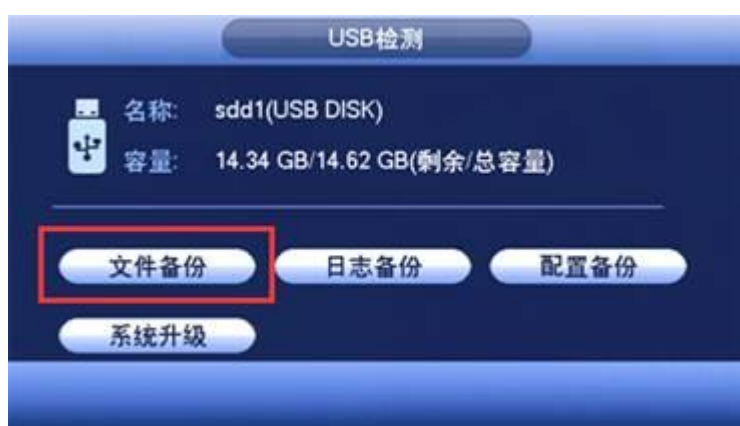 USB检测
名称: sdd1(USB DISK)
容量: 14.34 GB/14.62 GB(剩余/总容量)
文件备份 日志备份 配置备份
系统升级